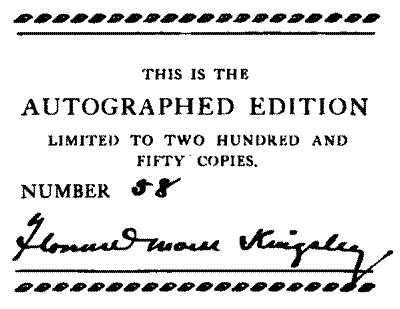 THIS IS THE
AUTOGRAPHED EDITION
LIMITED TO TWO HUNDRED AND
FIFTY COPIES.
NUMBER 58
Florence Morse Kingsley